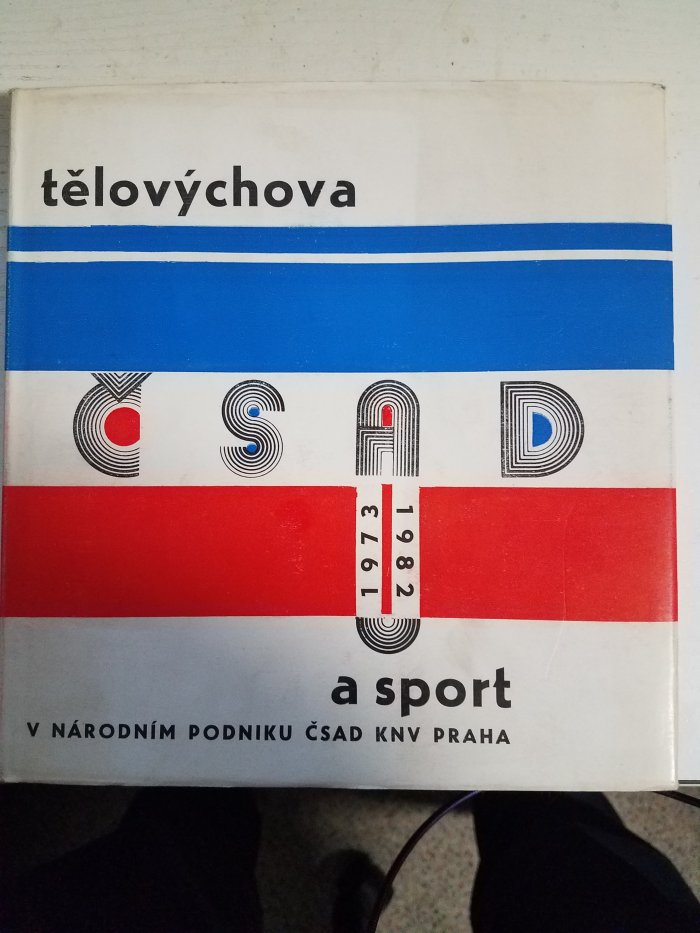 tělovýchova
ČSAD
1973
1982
a sport
V NÁRODNÍM PODNIKU ČSAD KNV PRAHA